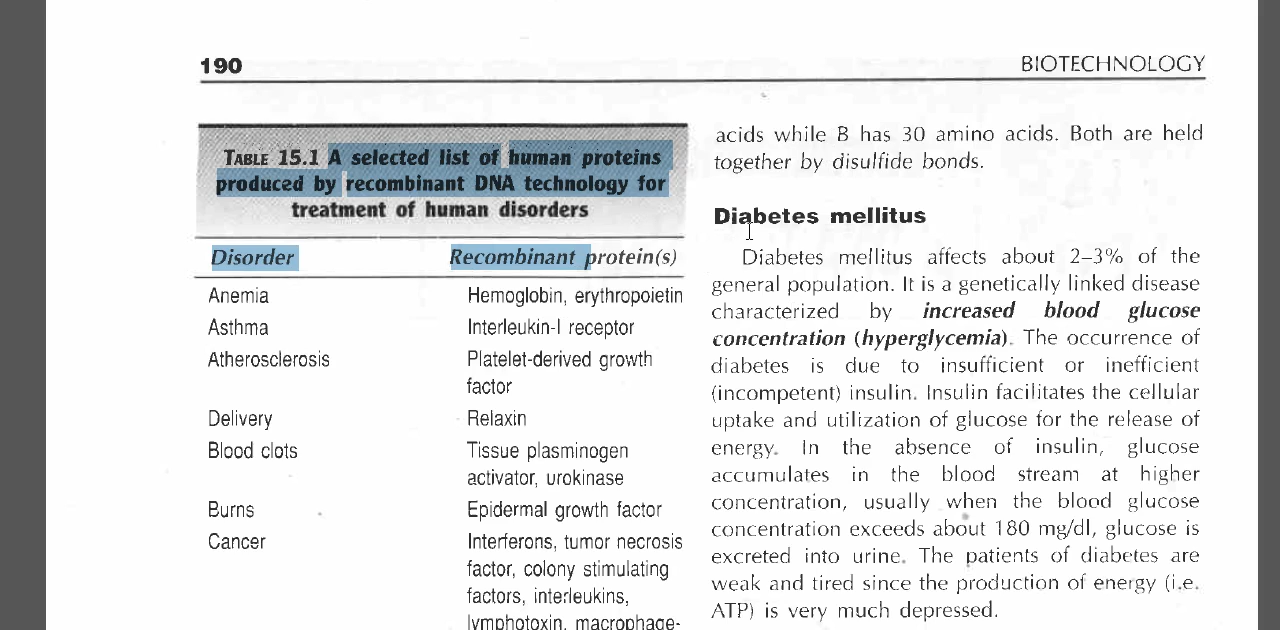 190
BIOTECHNOLOGY
TABLE 15.1 A selected list of human proteins
produced by recombinant DNA technology for
treatment of human disorders
Disorder Recombinant protein(s)
Anemia Hemoglobin, erythropoietin
Asthma Interleukin-I receptor
Atherosclerosis Platelet-derived growth
factor
Delivery Relaxin
Blood clots Tissue plasminogen
activator, urokinase
Burns Epidermal growth factor
Cancer Interferons, tumor necrosis
factor, colony stimulating
factors, interleukins,
lymphotoxin, macrophage-
acids while B has 30 amino acids. Both are held
together by disulfide bonds.
Diabetes mellitus
Diabetes mellitus affects about 2–3% of the
general population. It is a genetically linked disease
characterized by increased blood glucose
concentration (hyperglycemia). The occurrence of
diabetes is due to insufficient or inefficient
(incompetent) insulin. Insulin facilitates the cellular
uptake and utilization of glucose for the release of
energy. In the absence of insulin, glucose
accumulates in the blood stream at higher
concentration, usually when the blood glucose
concentration exceeds about 180 mg/dl, glucose is
excreted into urine. The patients of diabetes are
weak and tired since the production of energy (i.e.
ATP) is very much depressed.